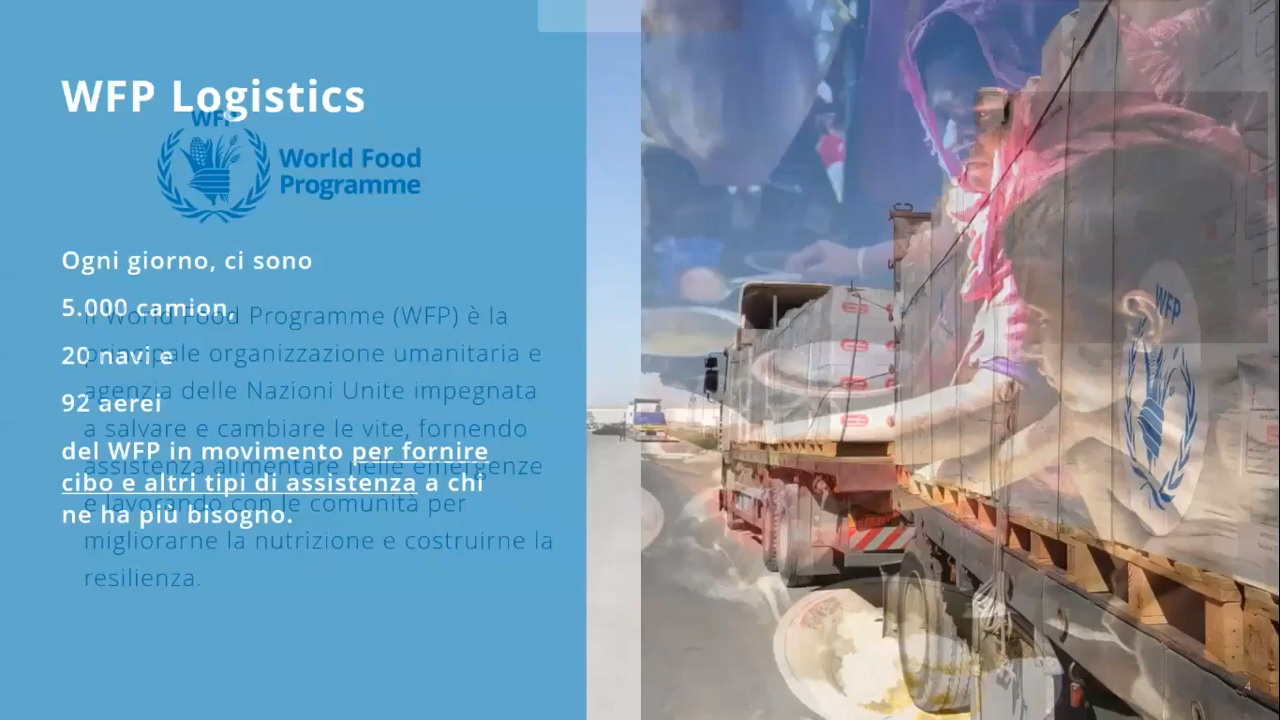 WFP Logistics
WFP
World Food
Programme
Ogni giorno, ci sono
5.000 camion,
20 navi e
92 aerei
del WFP in movimento per fornire
cibo e altri tipi di assistenza a chi
ne ha più bisogno.
Il World Food Programme (WFP) è la
principale organizzazione umanitaria e
agenzia delle Nazioni Unite impegnata
a salvare e cambiare le vite, fornendo
assistenza alimentare nelle emergenze
e lavorando con le comunità per
migliorarne la nutrizione e costruirne la
resilienza.
WFP
4